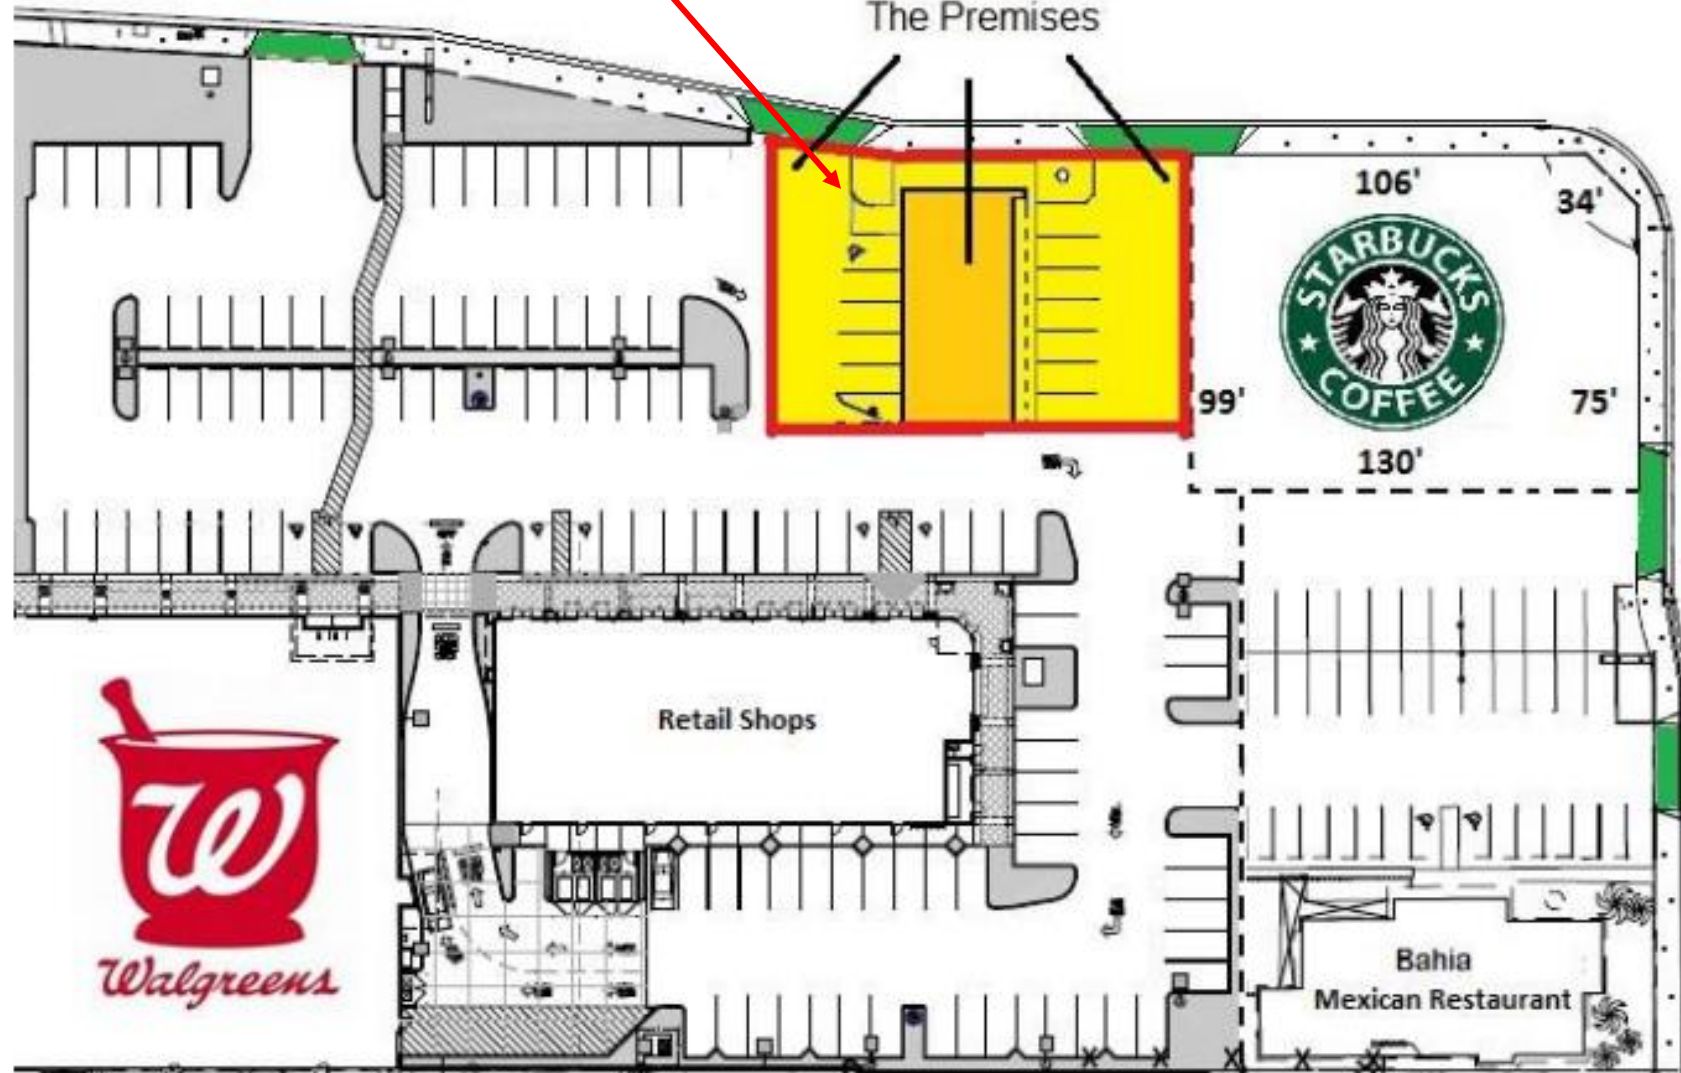 The Premises
106'
34'
STARBUCKS
COFFEE
99'
75'
130'
Retail Shops
W
Walgreens
Bahia
Mexican Restaurant